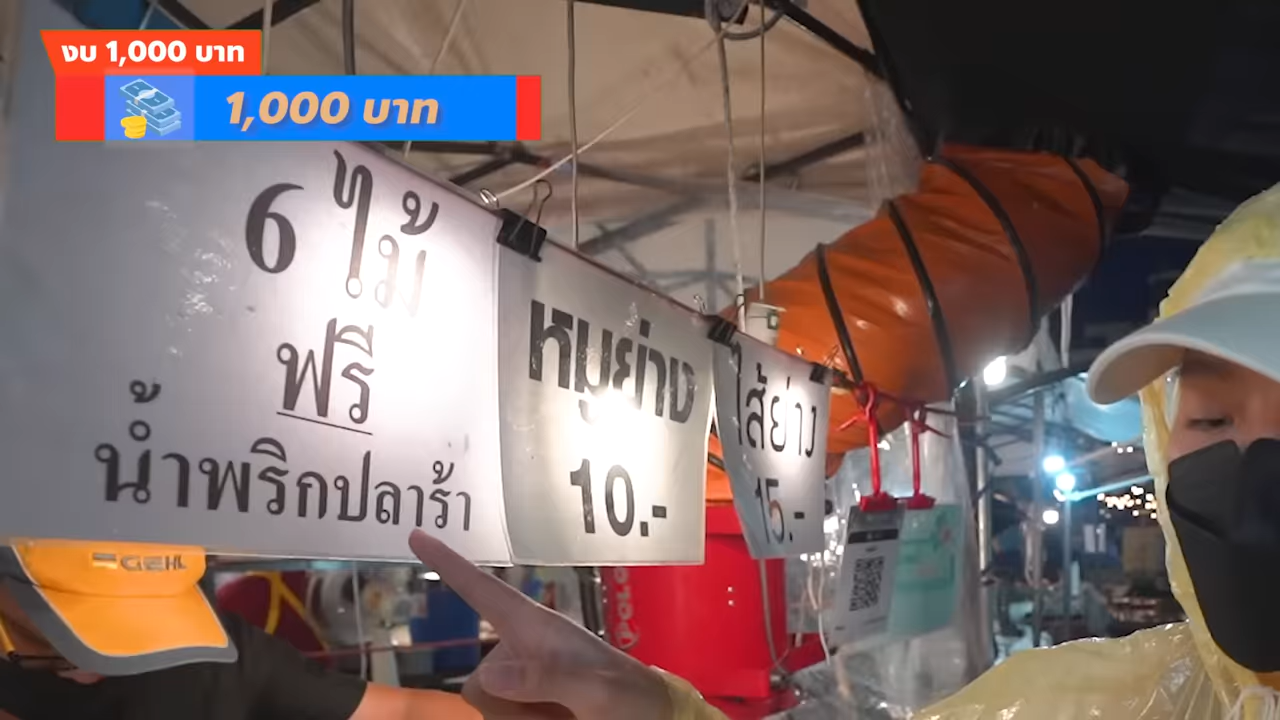 งบ 1,000 บาท
1,000 บาท
6 ไม้
ฟรี
น้ำพริกปลาร้า
หมูย่าง
10.-
ไส้ย่าง
15.-
GEHL
POLO